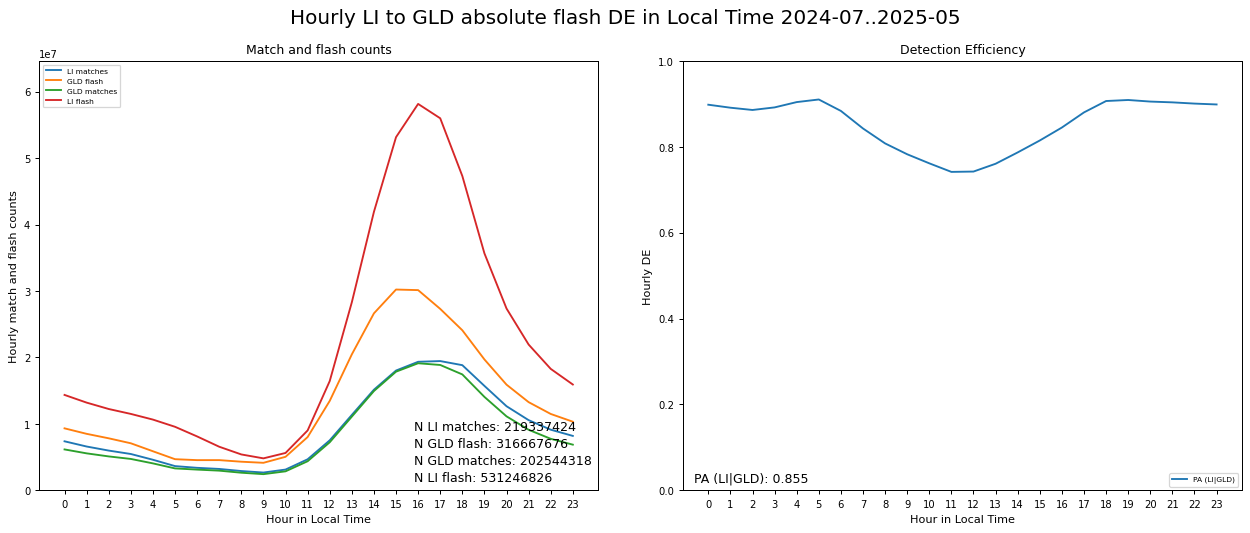 Hourly LI to GLD absolute flash DE in Local Time 2024-07..2025-05
Match and flash counts
1e7
LI matches
GLD flash
GLD matches
LI flash
6
5
4
3
2
1
0
Hourly match and flash counts
N LI matches: 219337424
N GLD flash: 316667676
N GLD matches: 202544318
N LI flash: 531246826
0 1 2 3 4 5 6 7 8 9 10 11 12 13 14 15 16 17 18 19 20 21 22 23
Hour in Local Time
Detection Efficiency
1.0
0.8
0.6
0.4
0.2
0.0
Hourly DE
PA (LI|GLD): 0.855
PA (LI|GLD)
0 1 2 3 4 5 6 7 8 9 10 11 12 13 14 15 16 17 18 19 20 21 22 23
Hour in Local Time